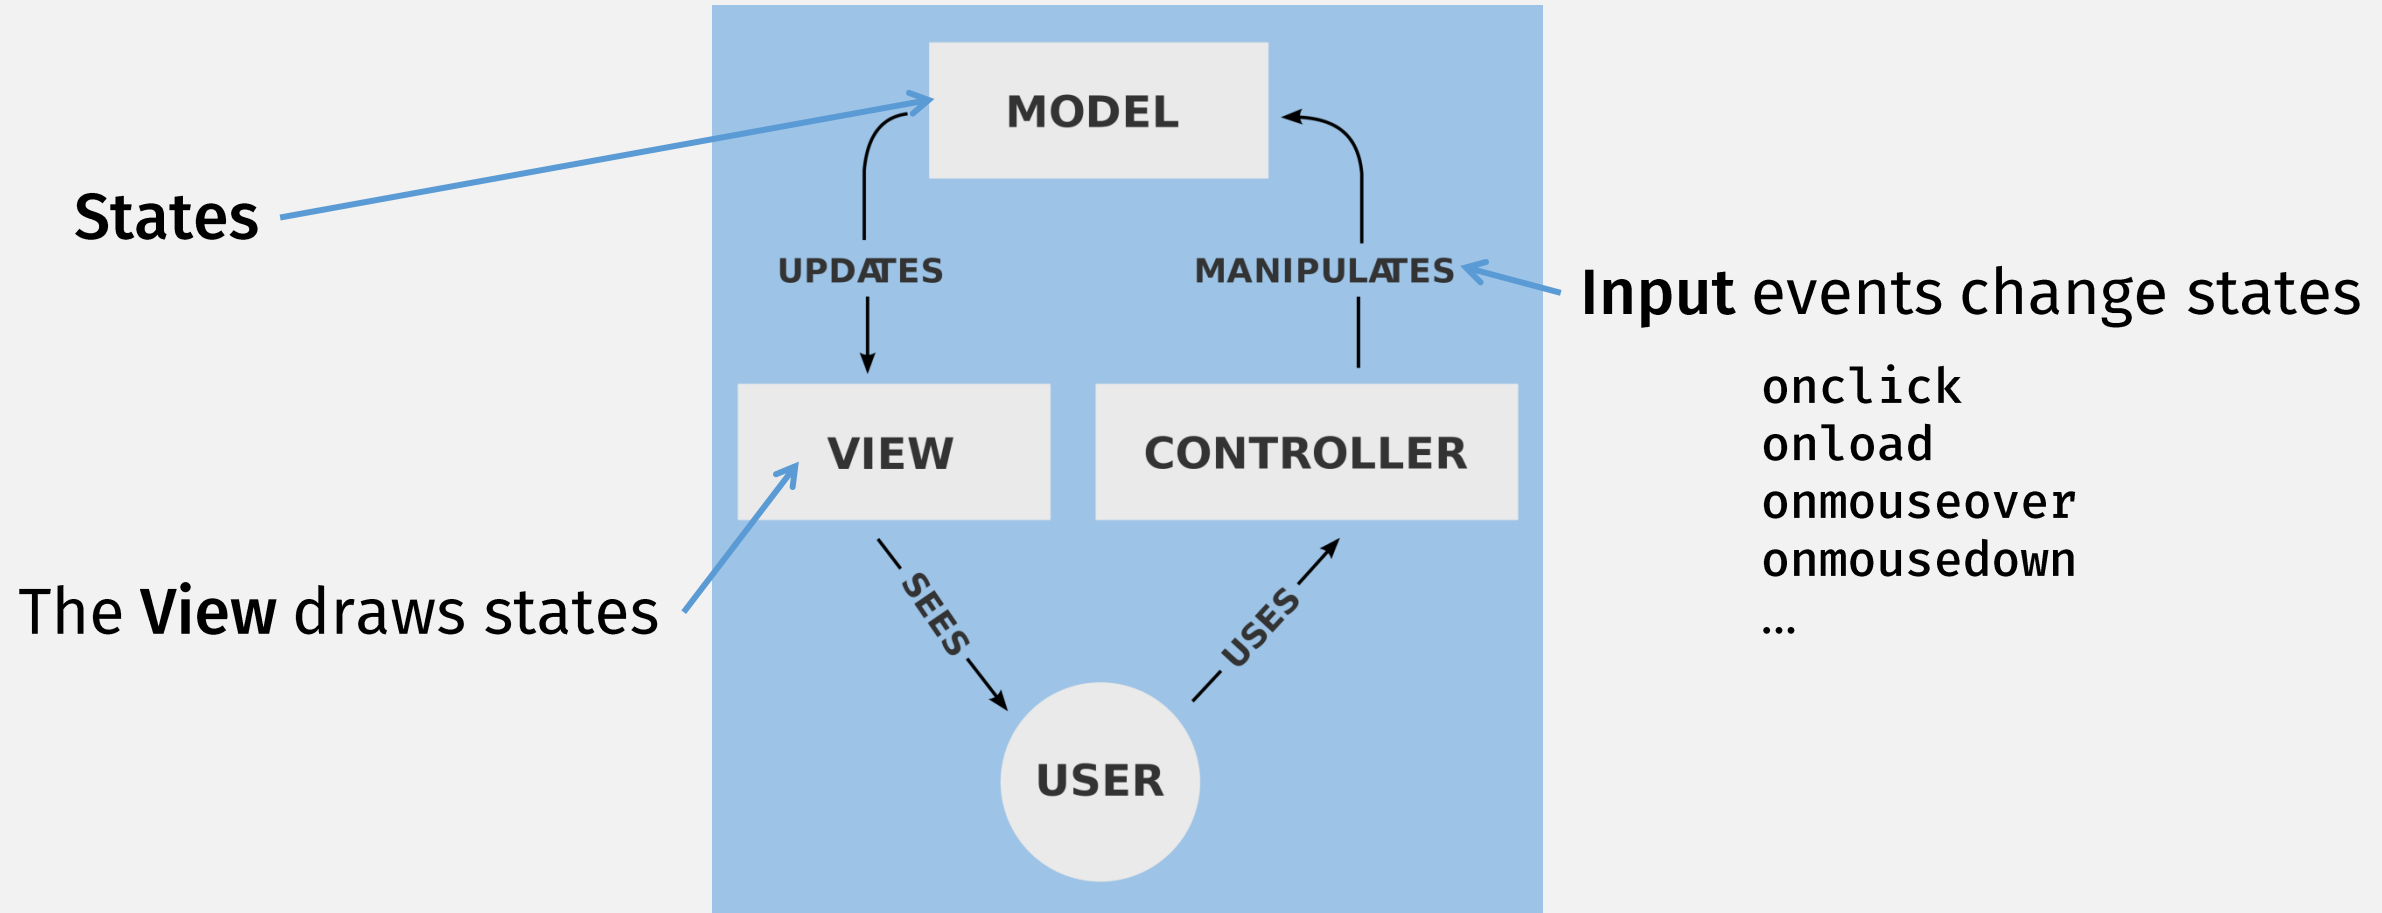 MODEL
States
UPDATES
MANIPULATES
Input events change states
onclick
onload
onmouseover
onmousedown
...
VIEW
CONTROLLER
The View draws states
SEES
USES
USER